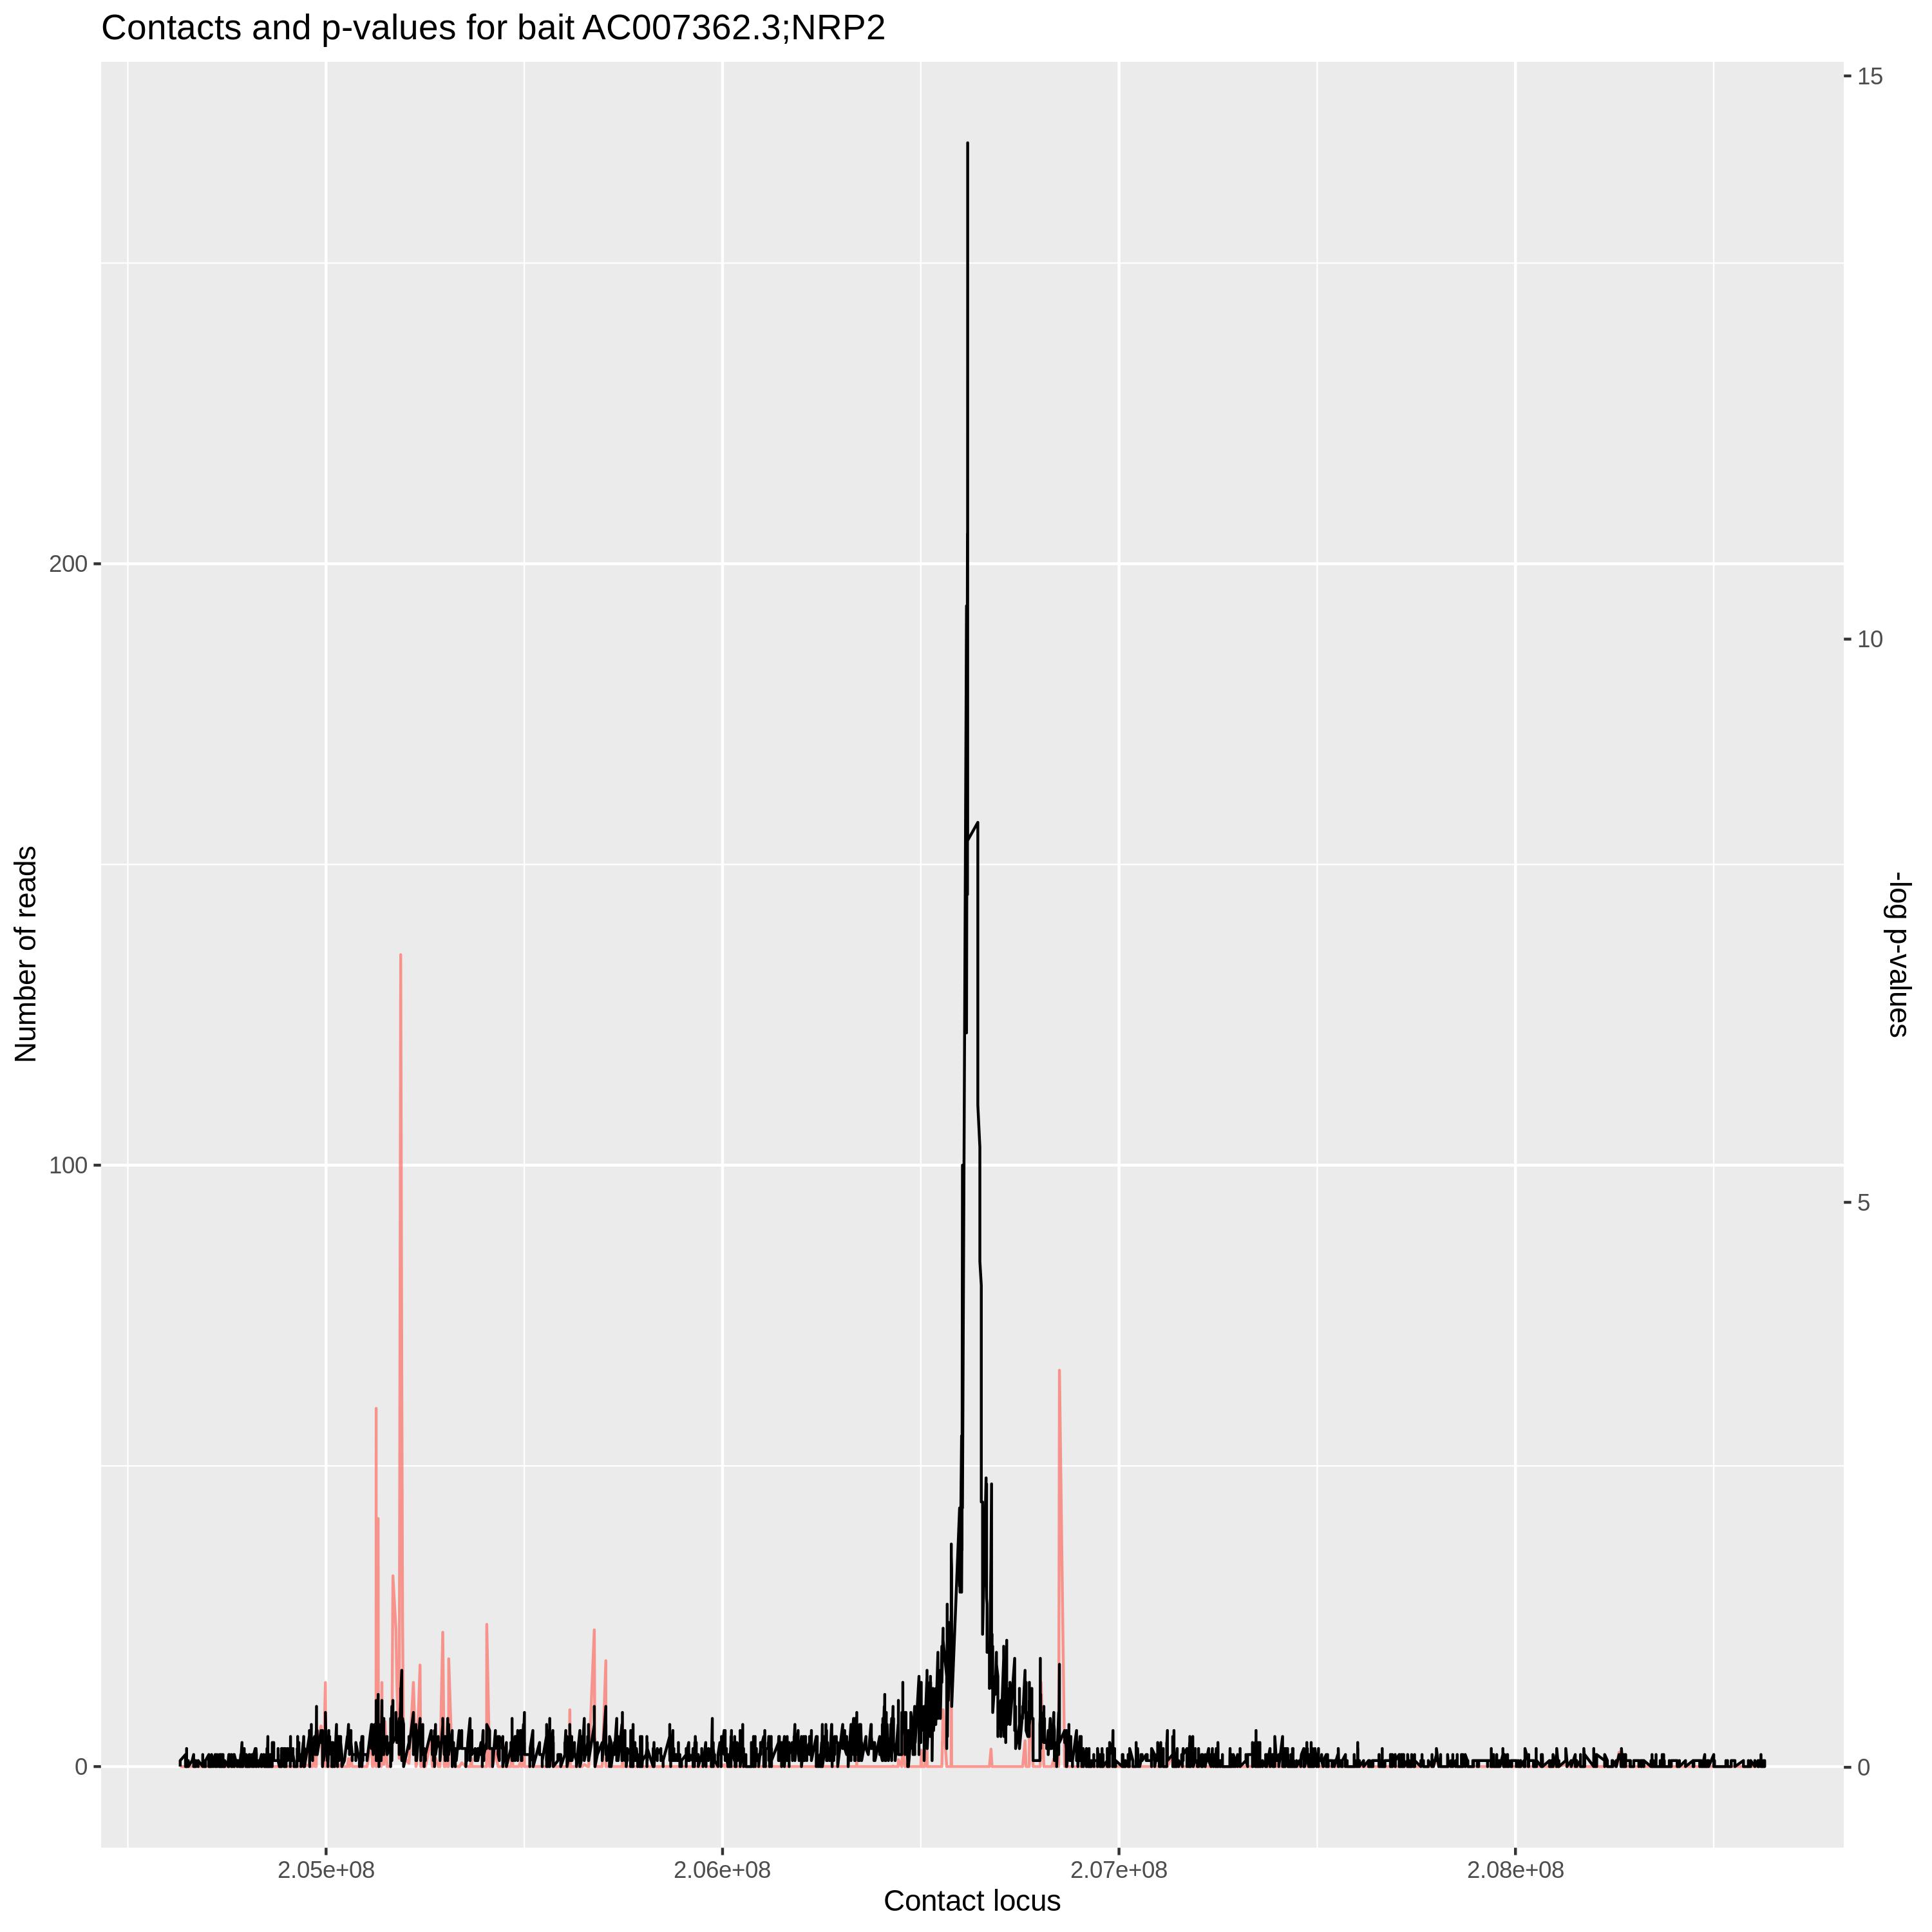 Contacts and p-values for bait AC007362.3;NRP2
Number of reads
200
100
0
15
10
5
0
-log p-values
2.05e+08
2.06e+08
2.07e+08
2.08e+08
Contact locus